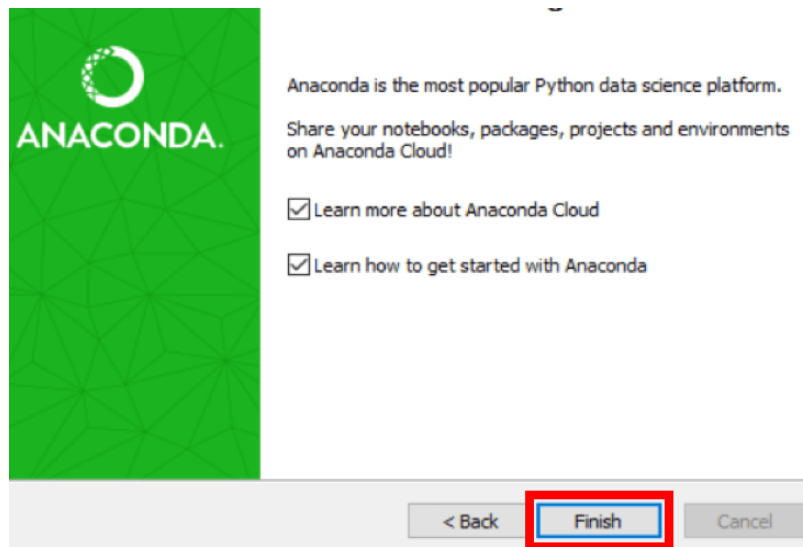 ANACONDA.
Anaconda is the most popular Python data science platform.
Share your notebooks, packages, projects and environments
on Anaconda Cloud!
Learn more about Anaconda Cloud
Learn how to get started with Anaconda
< Back
Finish
Cancel